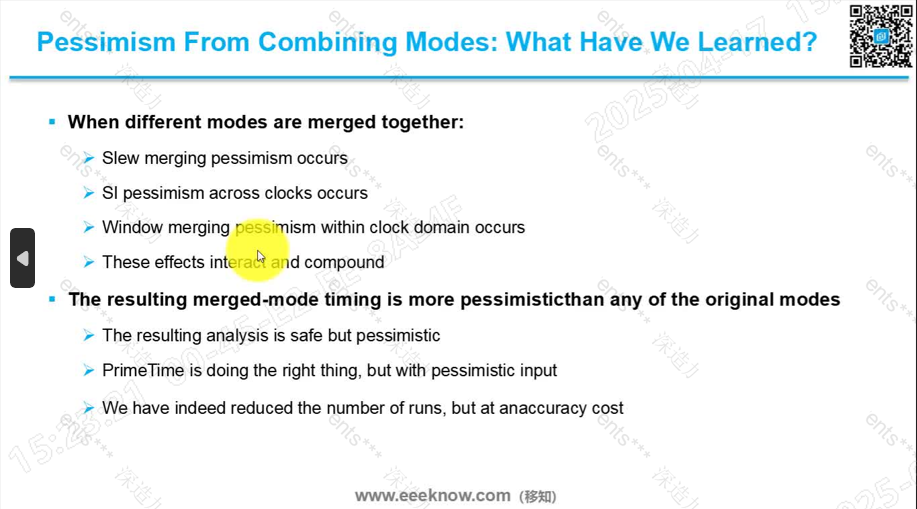 Pessimism From Combining Modes: What Have We Learned?
When different modes are merged together:
Slew merging pessimism occurs
SI pessimism across clocks occurs
Window merging pessimism within clock domain occurs
These effects interact and compound
The resulting merged-mode timing is more pessimisticthan any of the original modes
The resulting analysis is safe but pessimistic
PrimeTime is doing the right thing, but with pessimistic input
We have indeed reduced the number of runs, but at anaccuracy cost
www.eeeknow.com（移知）